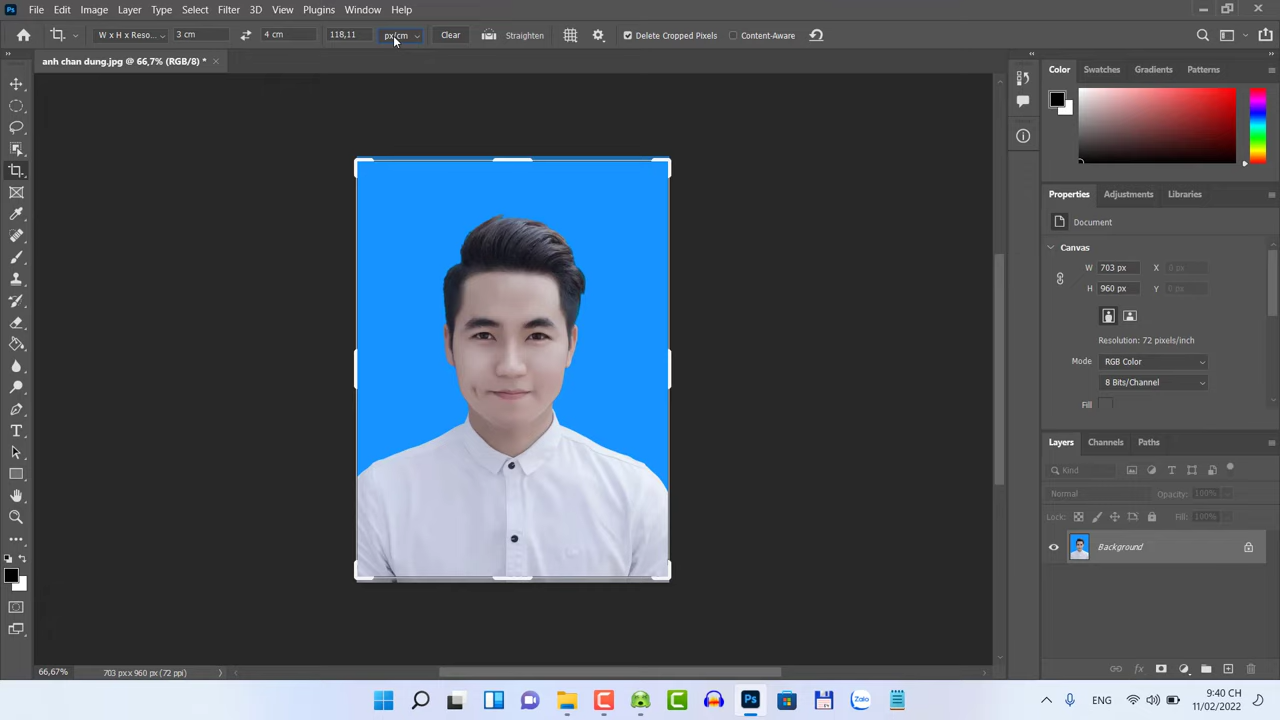 Ps File Edit Image Layer Type Select Filter 3D View Plugins Window Help
W x H x Reso... 3 cm 4 cm 118,11 px/cm Clear Straighten Delete Cropped Pixels Content-Aware
anh chan dung.jpg @ 66,7% (RGB/8) *
Color Swatches Gradients Patterns
Properties Adjustments Libraries
Document
Canvas
W 703 px X 0 px
H 960 px Y 0 px
Resolution: 72 pixels/inch
Mode RGB Color
8 Bits/Channel
Fill
Layers Channels Paths
Kind
Normal Opacity: 100%
Lock: Fill: 100%
Background
66,67% 703 px x 960 px (72 ppi)
Ps Zalo ENG 9:40 CH
11/02/2022